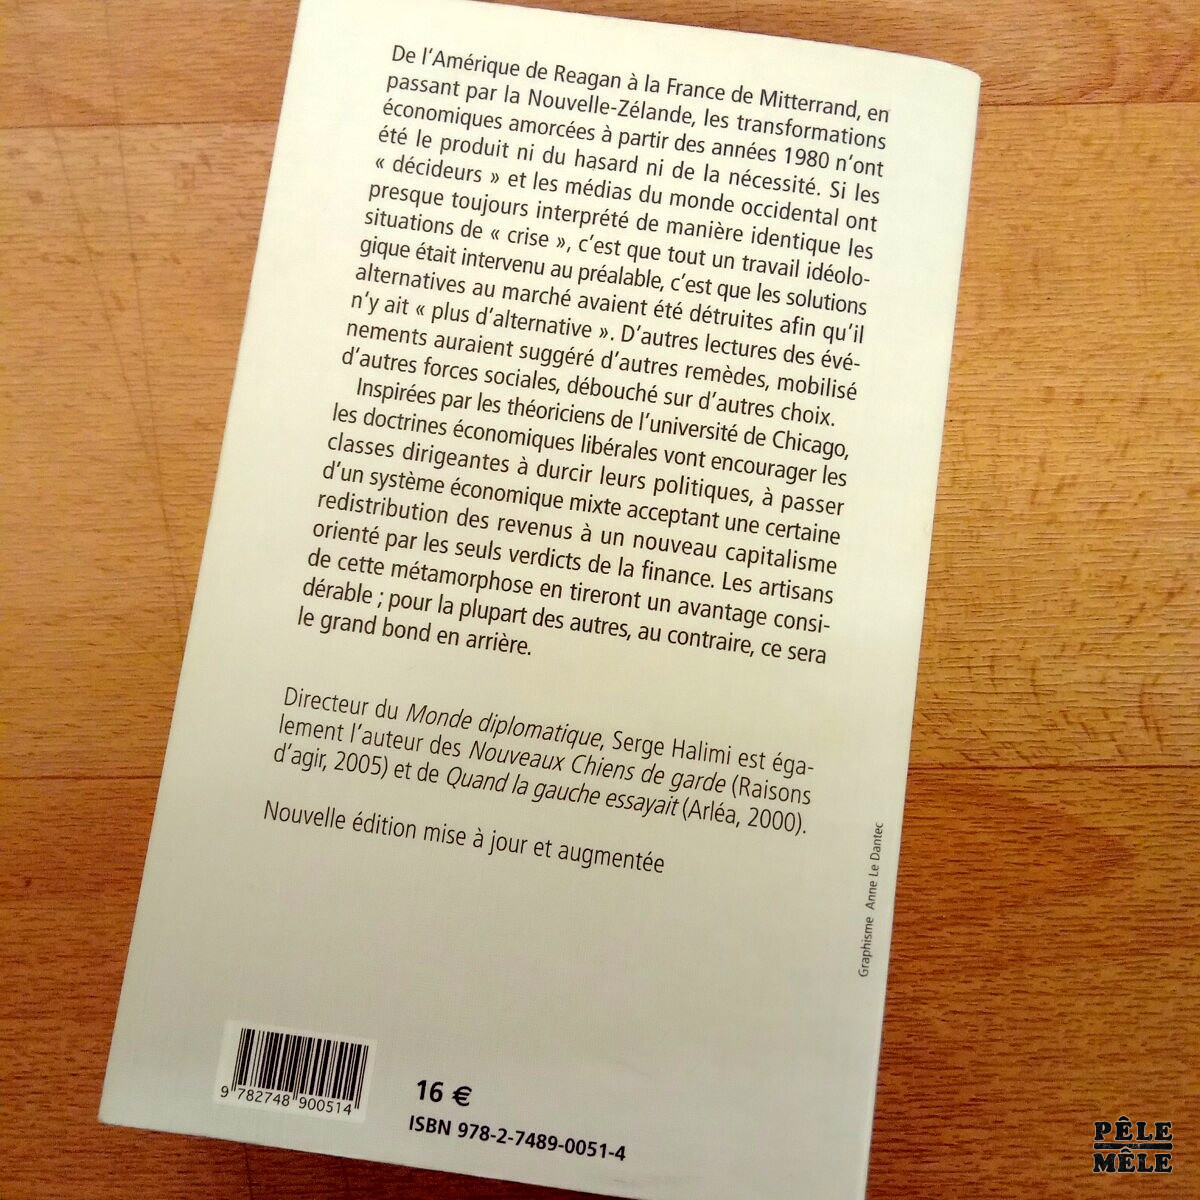 De l'Amérique de Reagan à la France de Mitterrand, en
passant par la Nouvelle-Zélande, les transformations
économiques amorcées à partir des années 1980 n'ont
été le produit ni du hasard ni de la nécessité. Si les
« décideurs » et les médias du monde occidental ont
presque toujours interprété de manière identique les
situations de « crise », c'est que tout un travail idéolo-
gique était intervenu au préalable, c'est que les solutions
alternatives au marché avaient été détruites afin qu'il
n'y ait « plus d'alternative ». D'autres lectures des évé-
nements auraient suggéré d'autres remèdes, mobilisé
d'autres forces sociales, débouché sur d'autres choix.
Inspirées par les théoriciens de l'université de Chicago,
les doctrines économiques libérales vont encourager les
classes dirigeantes à durcir leurs politiques, à passer
d'un système économique mixte acceptant une certaine
redistribution des revenus à un nouveau capitalisme
orienté par les seuls verdicts de la finance. Les artisans
de cette métamorphose en tireront un avantage consi-
dérable ; pour la plupart des autres, au contraire, ce sera
le grand bond en arrière.
Directeur du Monde diplomatique, Serge Halimi est éga-
lement l'auteur des Nouveaux Chiens de garde (Raisons
d'agir, 2005) et de Quand la gauche essayait (Arléa, 2000).
Nouvelle édition mise à jour et augmentée
Graphisme Anne Le Dantec
9 782748 900514
16 €
ISBN 978-2-7489-0051-4
PÊLE
MÊLE